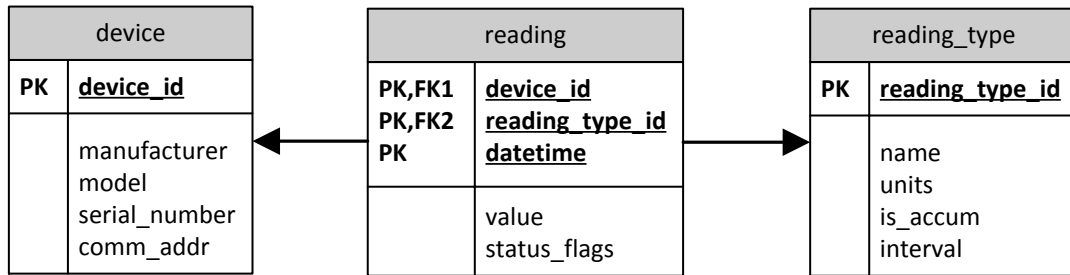 device
PK device_id
manufacturer
model
serial_number
comm_addr
reading
PK,FK1 device_id
PK,FK2 reading_type_id
PK datetime
value
status_flags
reading_type
PK reading_type_id
name
units
is_accum
interval